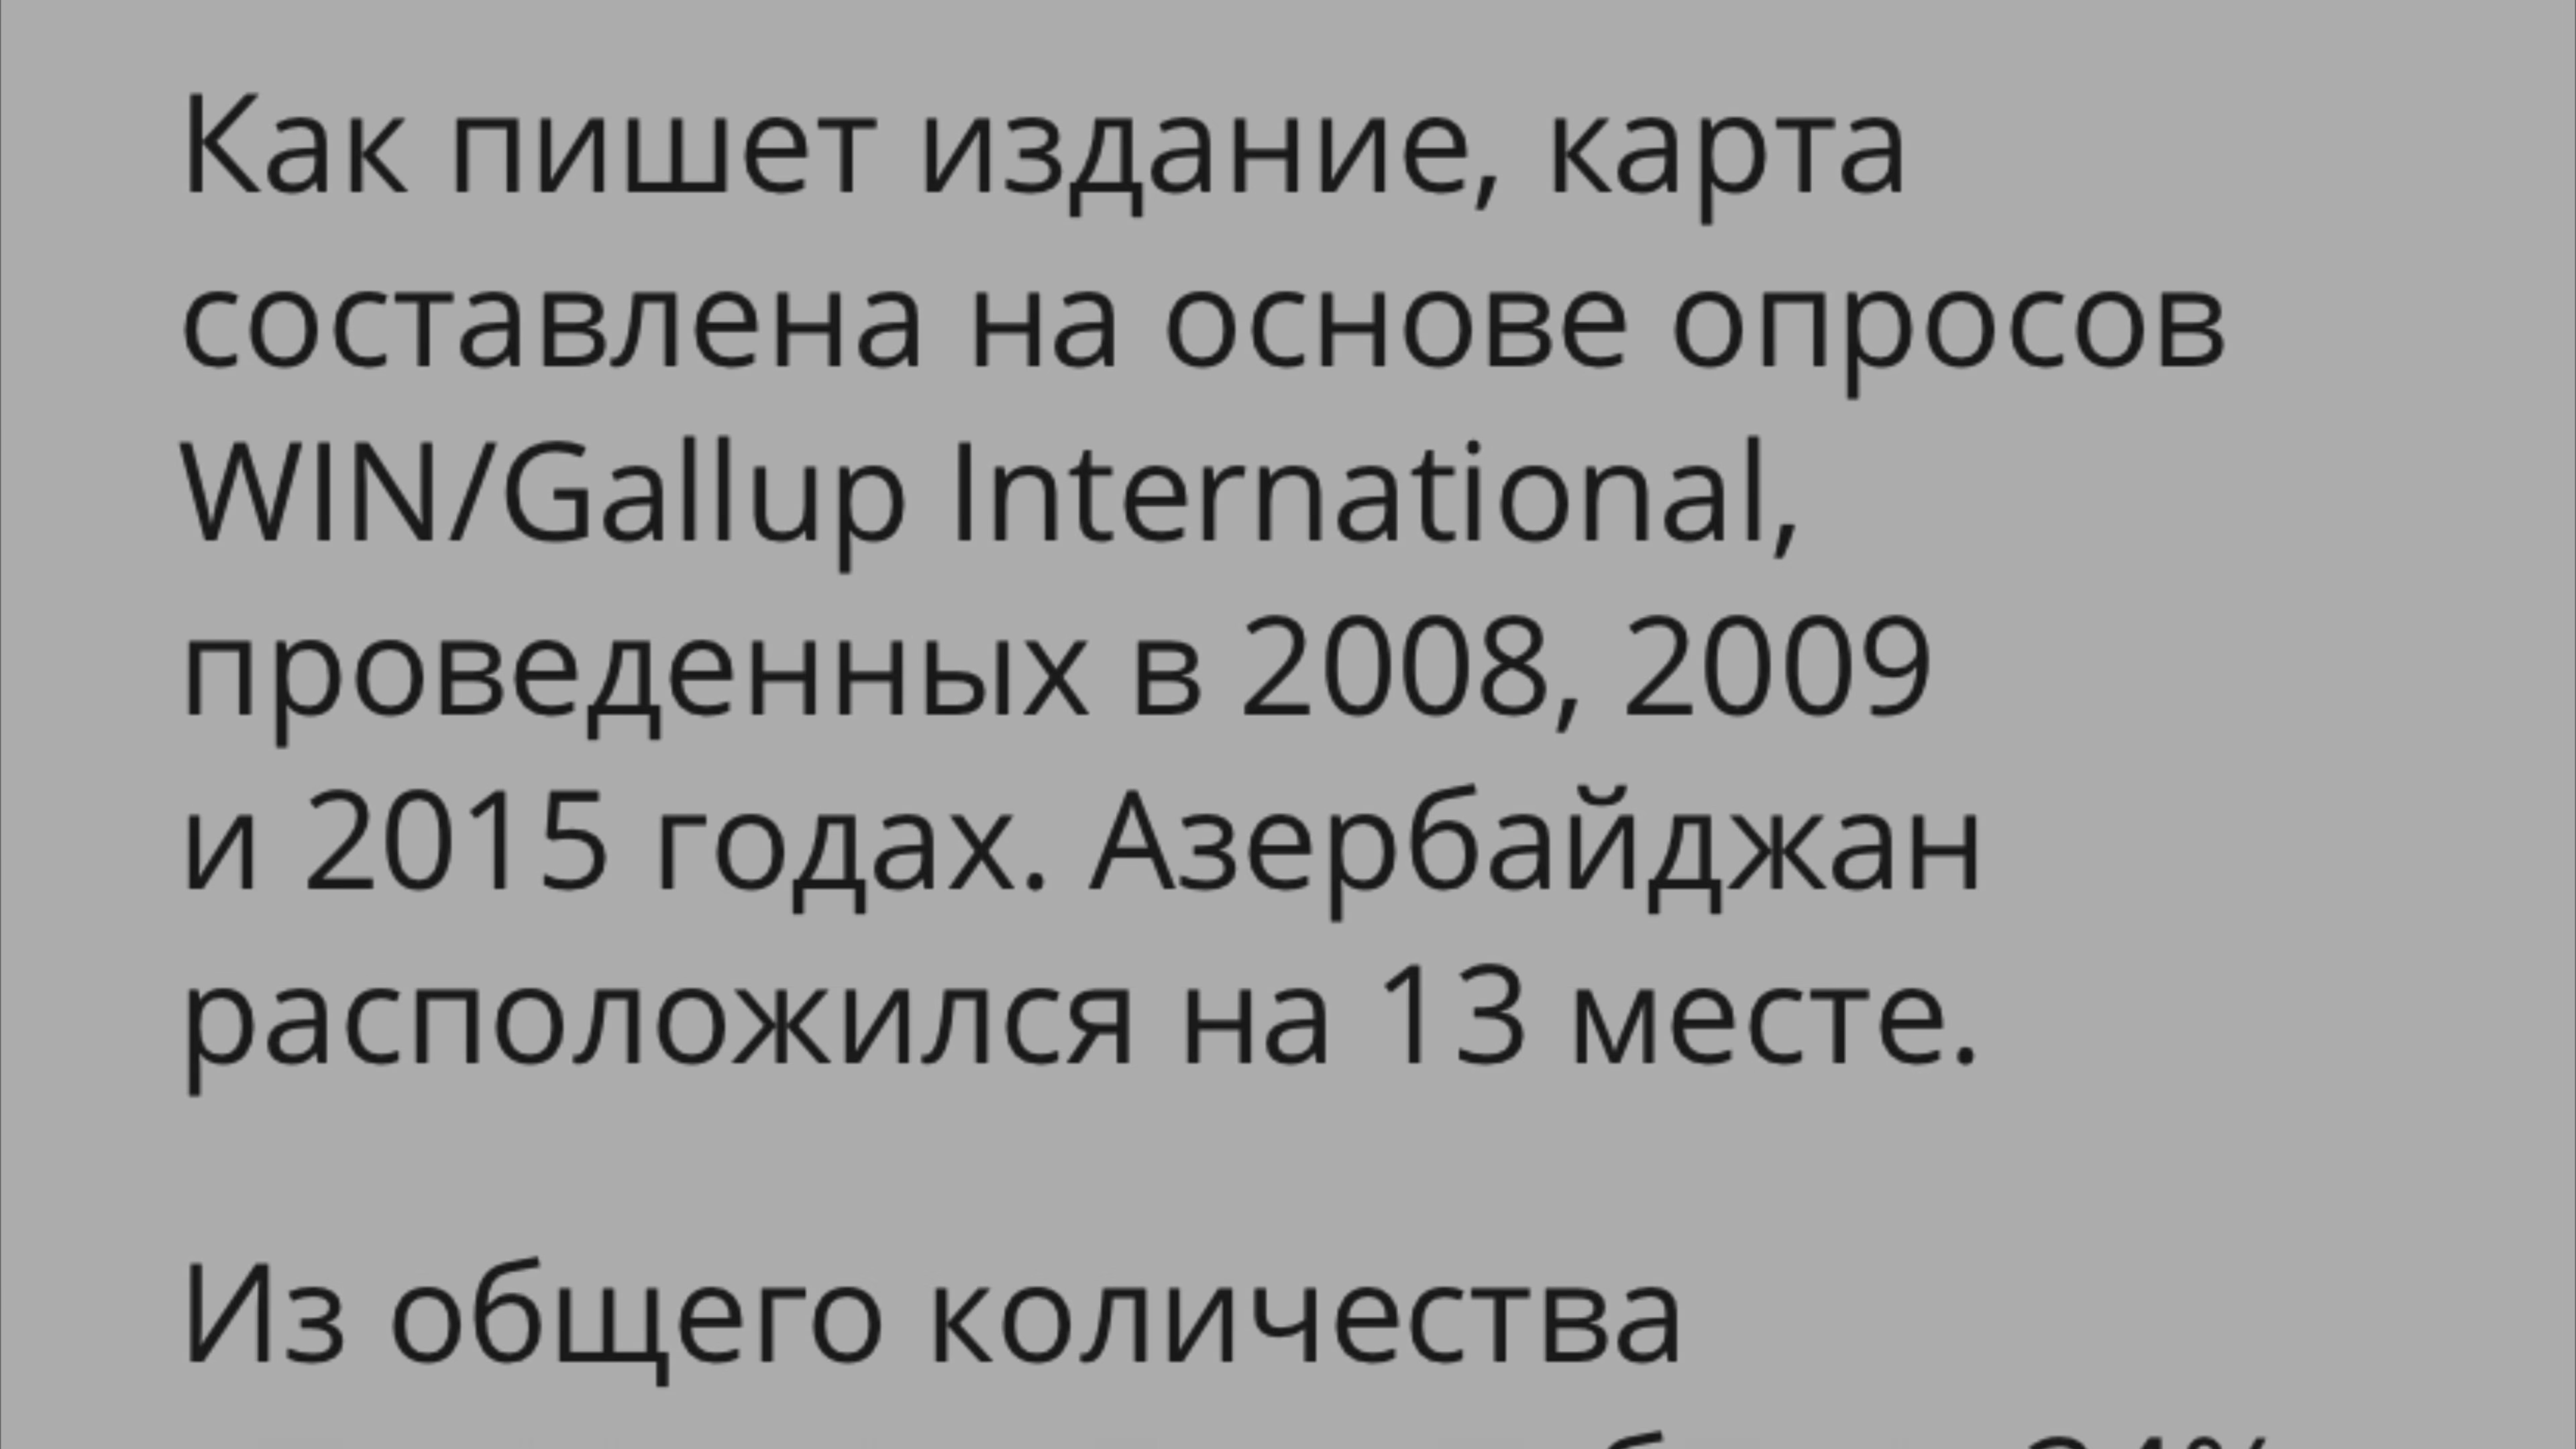 Как пишет издание, карта
составлена на основе опросов
WIN/Gallup International,
проведенных в 2008, 2009
и 2015 годах. Азербайджан
расположился на 13 месте.
Из общего количества